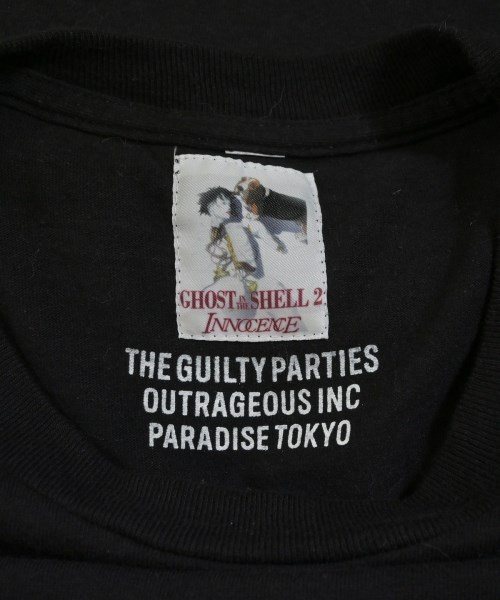 GHOST IN THE SHELL 2
INNOCENCE
THE GUILTY PARTIES
OUTRAGEOUS INC
PARADISE TOKYO